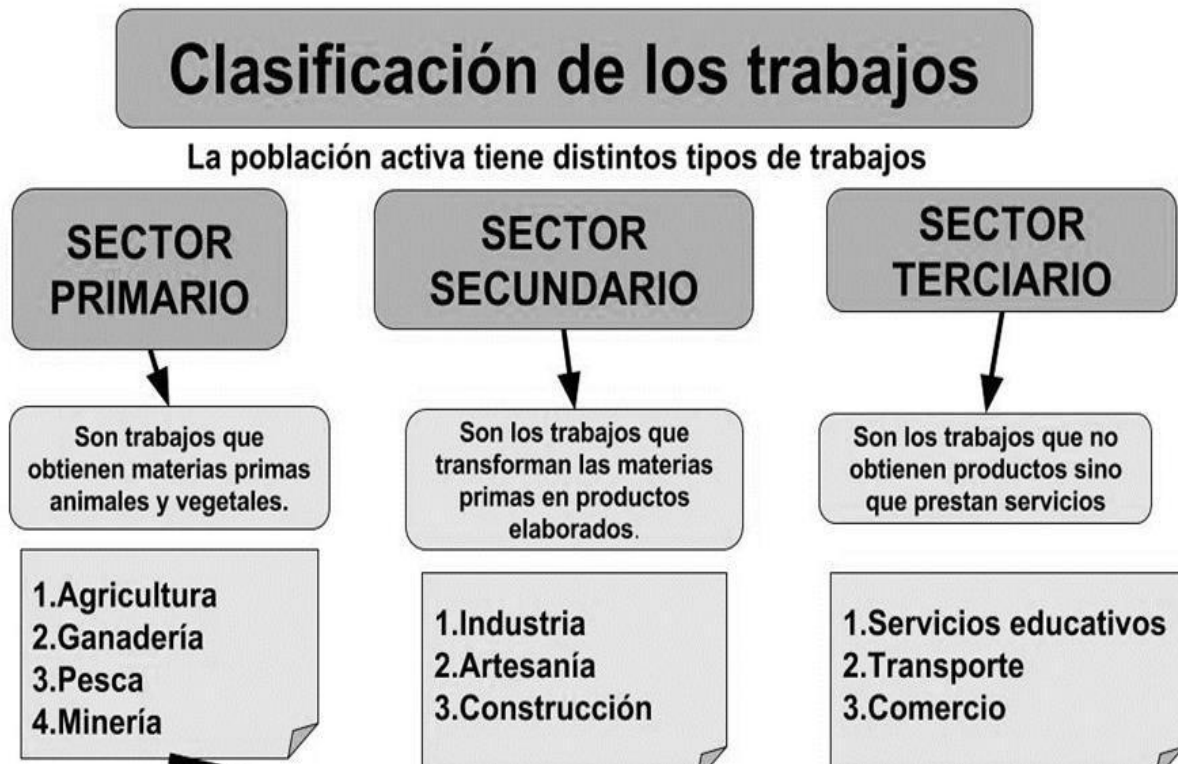 Clasificación de los trabajos
La población activa tiene distintos tipos de trabajos
SECTOR
PRIMARIO
Son trabajos que
obtienen materias primas
animales y vegetales.
1.Agricultura
2.Ganadería
3.Pesca
4.Minería
SECTOR
SECUNDARIO
Son los trabajos que
transforman las materias
primas en productos
elaborados.
1.Industria
2.Artesanía
3.Construcción
SECTOR
TERCIARIO
Son los trabajos que no
obtienen productos sino
que prestan servicios
1.Servicios educativos
2.Transporte
3.Comercio